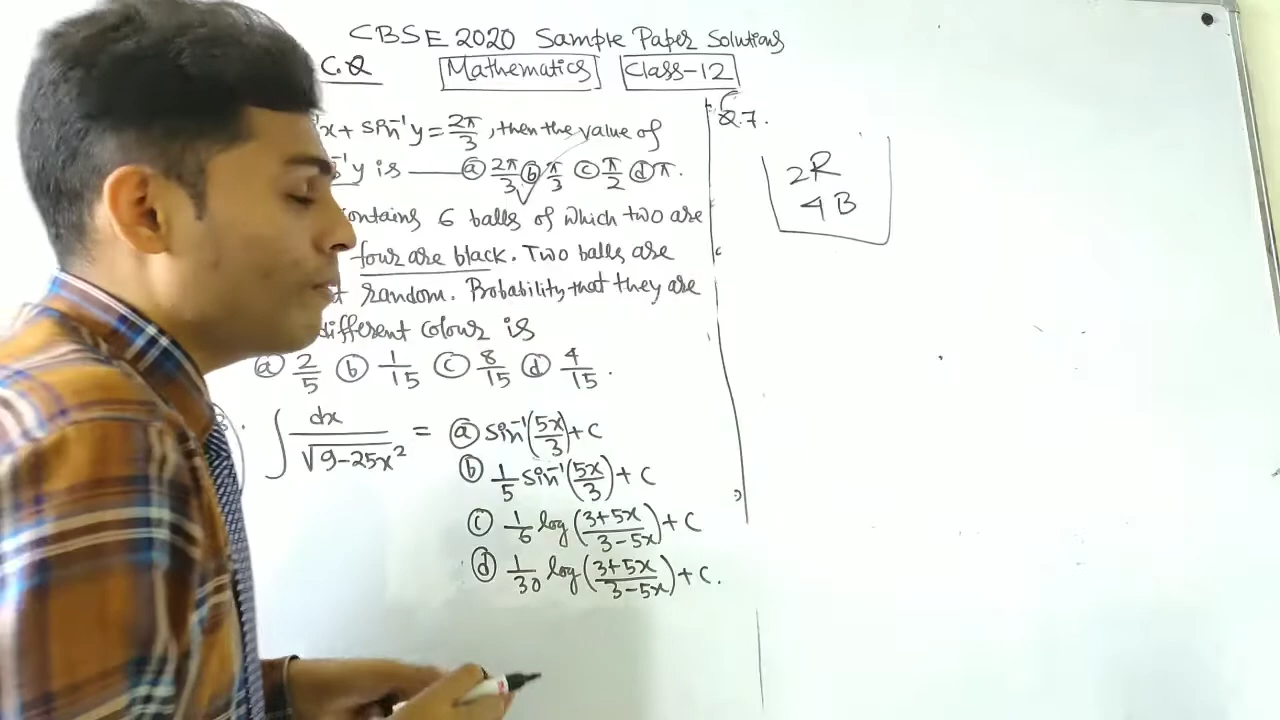 CBSE 2020 Sample Paper Solutions
C.Q Mathematics Class-12
x + sin⁻¹y = 2π/3, then the value of
⁻¹y is ——— (a) 2π/3 (b) π/3 (c) π/2 (d) π.
contains 6 balls of which two are
four are black. Two balls are
random. Probability that they are
different colour is
(a) 2/5 (b) 1/15 (c) 8/15 (d) 4/15.
∫ dx/√9-25x² = (a) sin⁻¹(5x/3) + C
(b) 1/5 sin⁻¹(5x/3) + C
(c) 1/6 log(3+5x/3-5x) + C
(d) 1/30 log(3+5x/3-5x) + C.
Q.7.
2R
4B